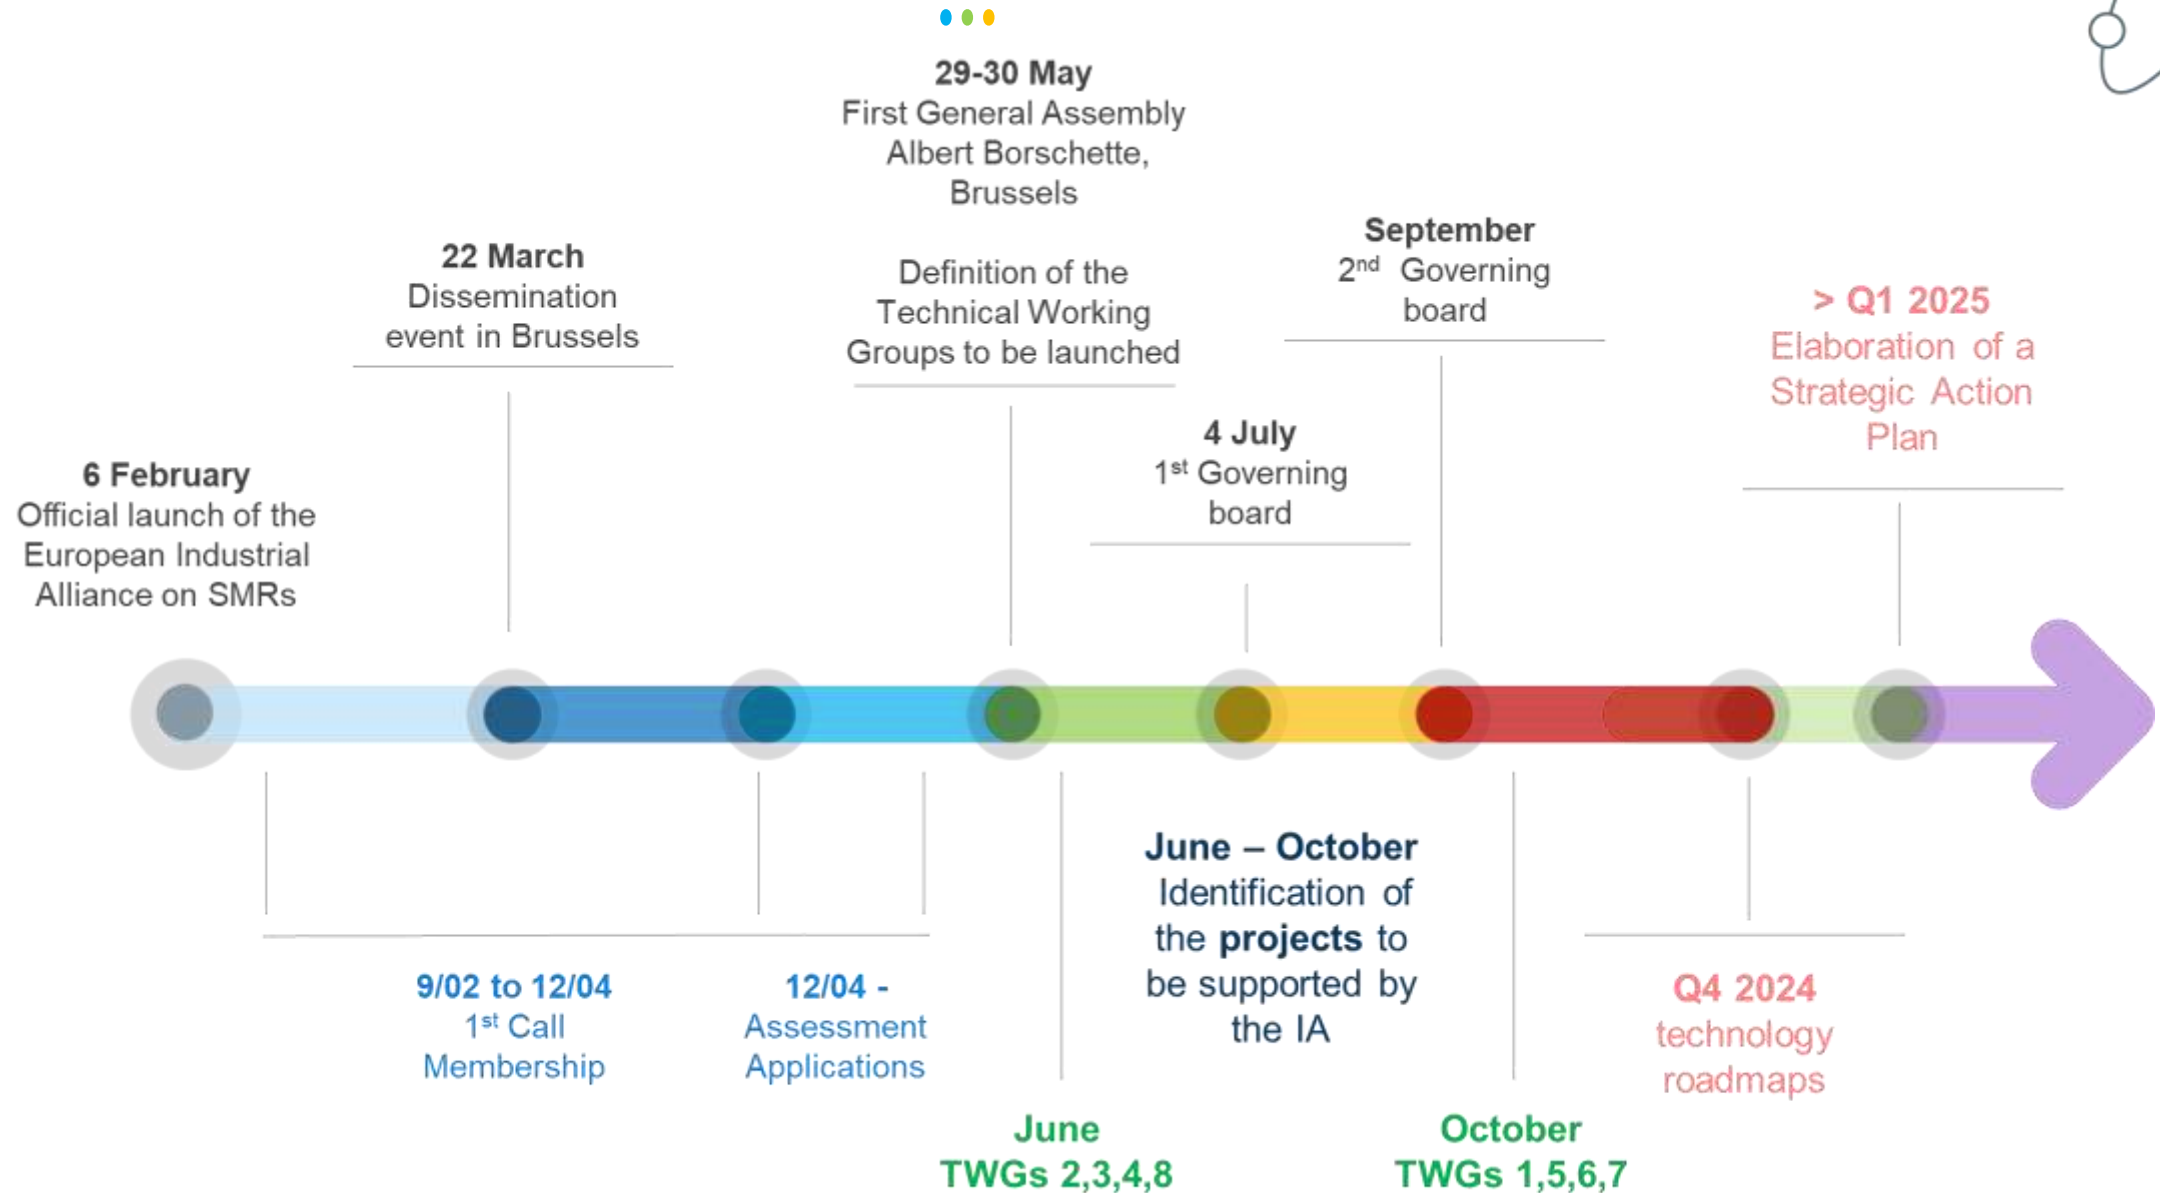 6 February
Official launch of the
European Industrial
Alliance on SMRs
22 March
Dissemination
event in Brussels
29-30 May
First General Assembly
Albert Borschette,
Brussels
Definition of the
Technical Working
Groups to be launched
4 July
1st Governing
board
September
2nd Governing
board
> Q1 2025
Elaboration of a
Strategic Action
Plan
9/02 to 12/04
1st Call
Membership
12/04 -
Assessment
Applications
June
TWGs 2,3,4,8
June – October
Identification of
the projects to
be supported by
the IA
October
TWGs 1,5,6,7
Q4 2024
technology
roadmaps